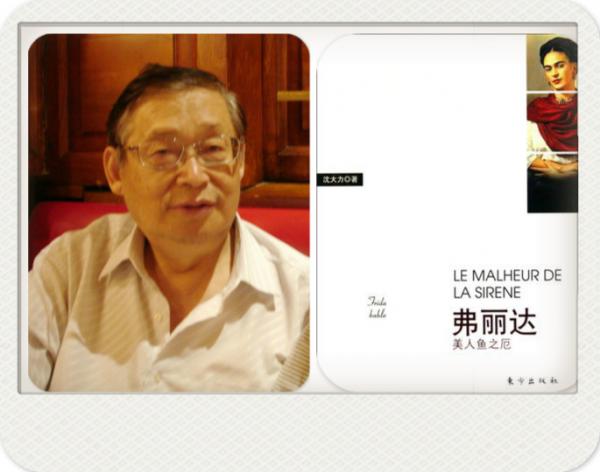 沈大力◎著
LE MALHEUR DE
LA SIRENE
Frida
kahlo
弗丽达
美人鱼之厄
东方出版社